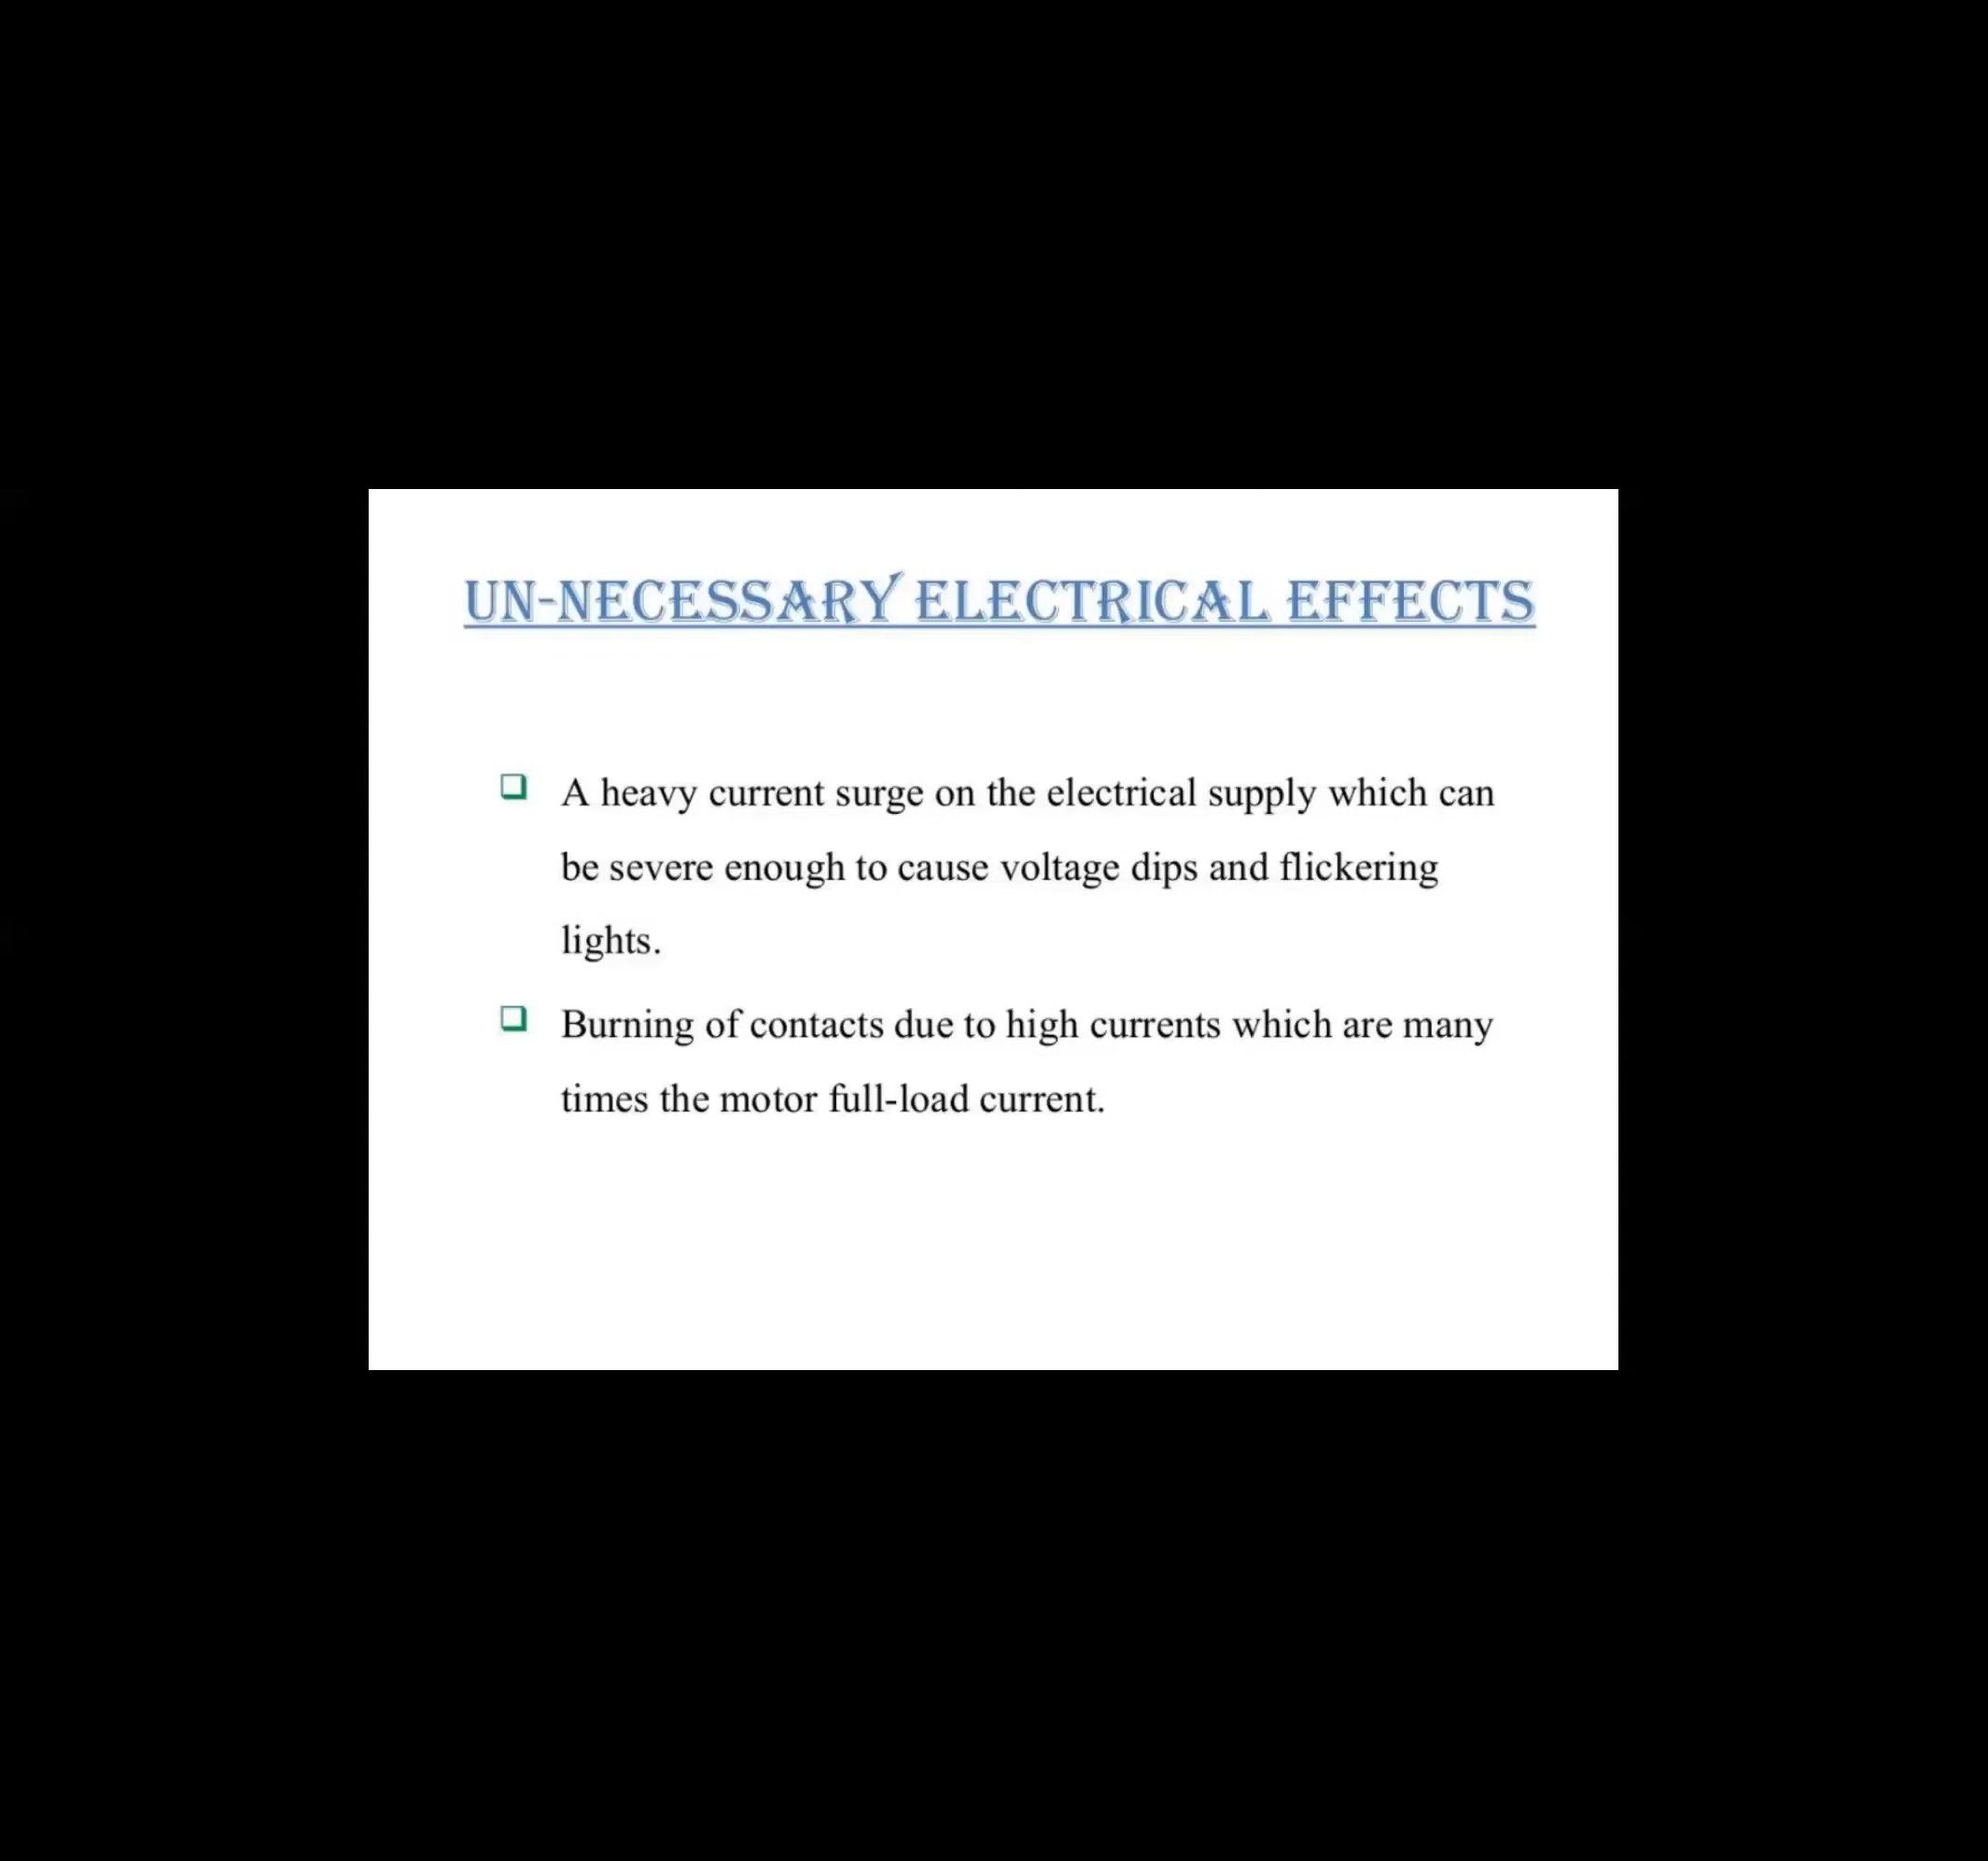 UN-NECESSARY ELECTRICAL EFFECTS
A heavy current surge on the electrical supply which can
be severe enough to cause voltage dips and flickering
lights.
Burning of contacts due to high currents which are many
times the motor full-load current.